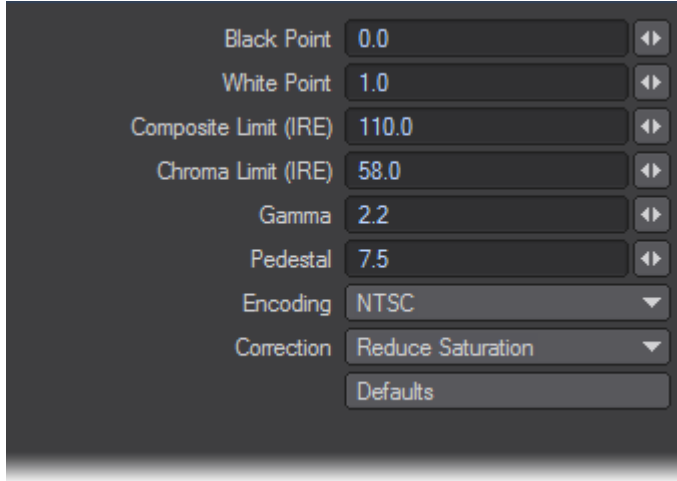 Black Point 0.0
White Point 1.0
Composite Limit (IRE) 110.0
Chroma Limit (IRE) 58.0
Gamma 2.2
Pedestal 7.5
Encoding NTSC
Correction Reduce Saturation
Defaults